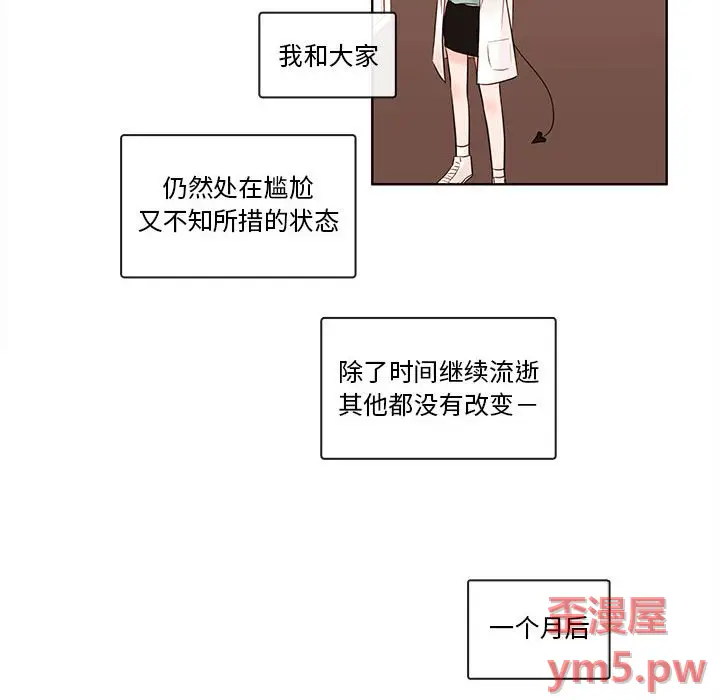 我和大家
仍然处在尴尬
又不知所措的状态
除了时间继续流逝
其他都没有改变—
一个月后
歪漫屋
ym5.pw